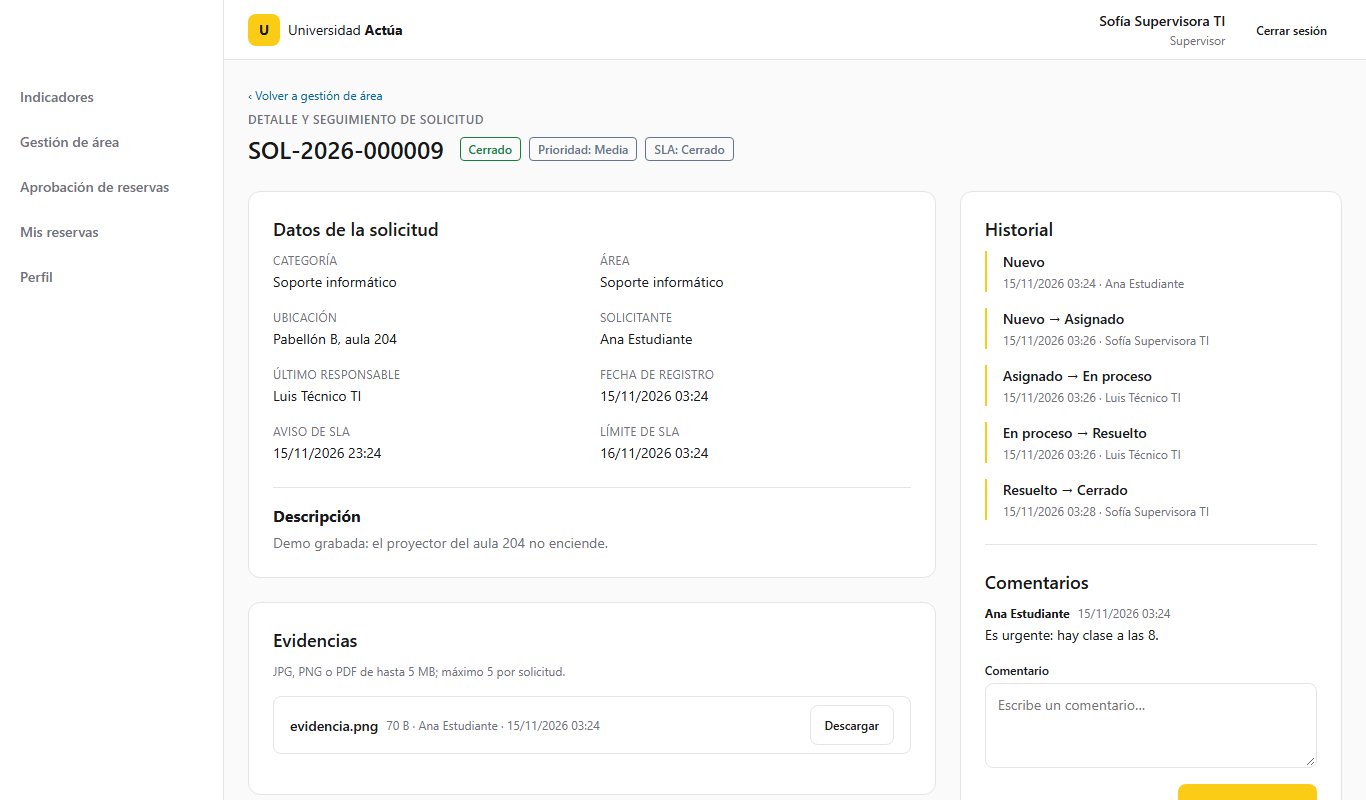 U Universidad Actúa
Sofía Supervisora TI
Supervisor
Cerrar sesión
Indicadores
Gestión de área
Aprobación de reservas
Mis reservas
Perfil
‹ Volver a gestión de área
DETALLE Y SEGUIMIENTO DE SOLICITUD
SOL-2026-000009 Cerrado Prioridad: Media SLA: Cerrado
Datos de la solicitud
CATEGORÍA
Soporte informático
ÁREA
Soporte informático
UBICACIÓN
Pabellón B, aula 204
SOLICITANTE
Ana Estudiante
ÚLTIMO RESPONSABLE
Luis Técnico TI
FECHA DE REGISTRO
15/11/2026 03:24
AVISO DE SLA
15/11/2026 23:24
LÍMITE DE SLA
16/11/2026 03:24
Descripción
Demo grabada: el proyector del aula 204 no enciende.
Evidencias
JPG, PNG o PDF de hasta 5 MB; máximo 5 por solicitud.
evidencia.png 70 B · Ana Estudiante · 15/11/2026 03:24 Descargar
Historial
Nuevo
15/11/2026 03:24 · Ana Estudiante
Nuevo → Asignado
15/11/2026 03:26 · Sofía Supervisora TI
Asignado → En proceso
15/11/2026 03:26 · Luis Técnico TI
En proceso → Resuelto
15/11/2026 03:26 · Luis Técnico TI
Resuelto → Cerrado
15/11/2026 03:28 · Sofía Supervisora TI
Comentarios
Ana Estudiante 15/11/2026 03:24
Es urgente: hay clase a las 8.
Comentario
Escribe un comentario...